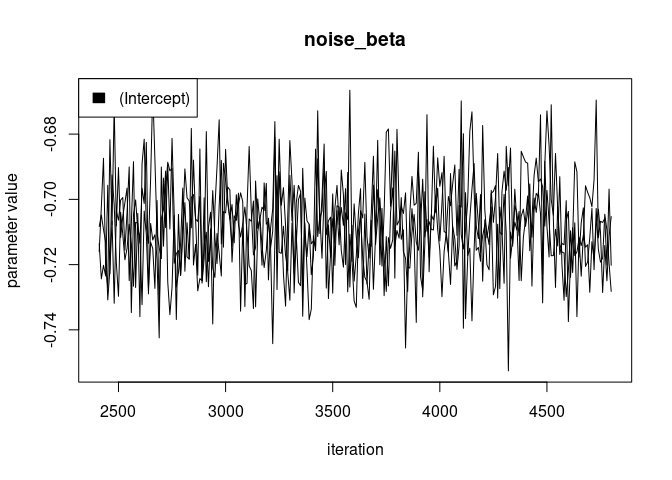 noise_beta
(Intercept)
parameter value
-0.68
-0.70
-0.72
-0.74
2500 3000 3500 4000 4500
iteration